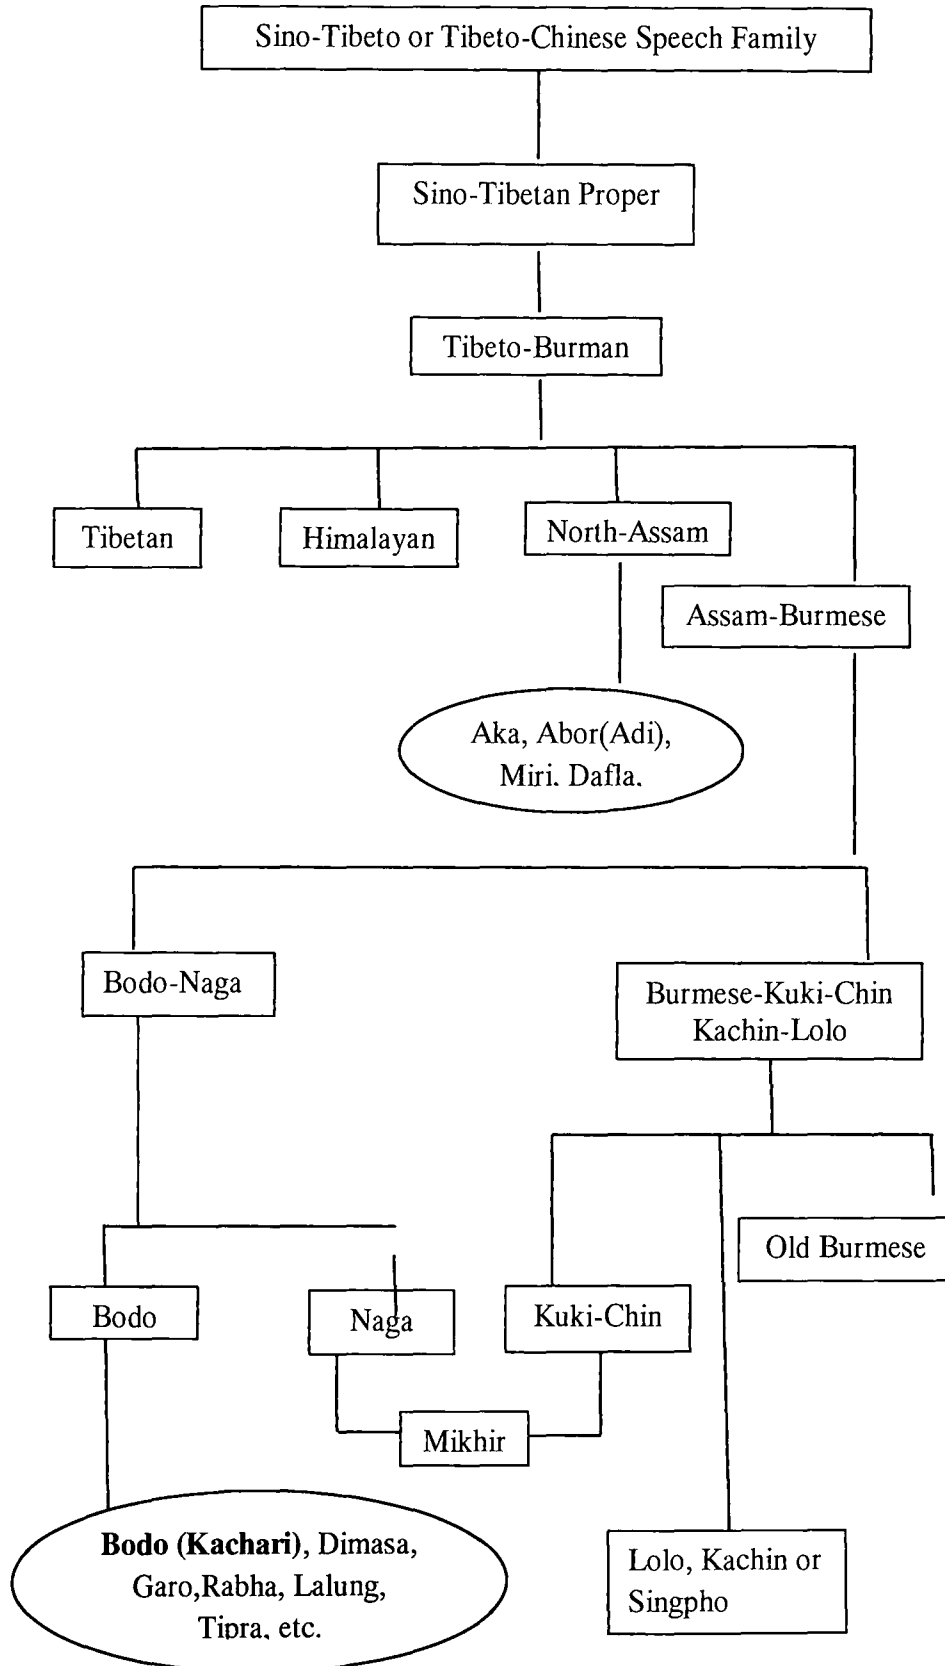 Sino-Tibeto or Tibeto-Chinese Speech Family
Sino-Tibetan Proper
Tibeto-Burman
Tibetan
Himalayan
North-Assam
Assam-Burmese
Aka, Abor(Adi),
Miri. Dafla.
Bodo-Naga
Burmese-Kuki-Chin
Kachin-Lolo
Old Burmese
Bodo
Naga
Kuki-Chin
Mikhir
Bodo (Kachari), Dimasa,
Garo,Rabha, Lalung,
Tipra, etc.
Lolo, Kachin or
Singpho